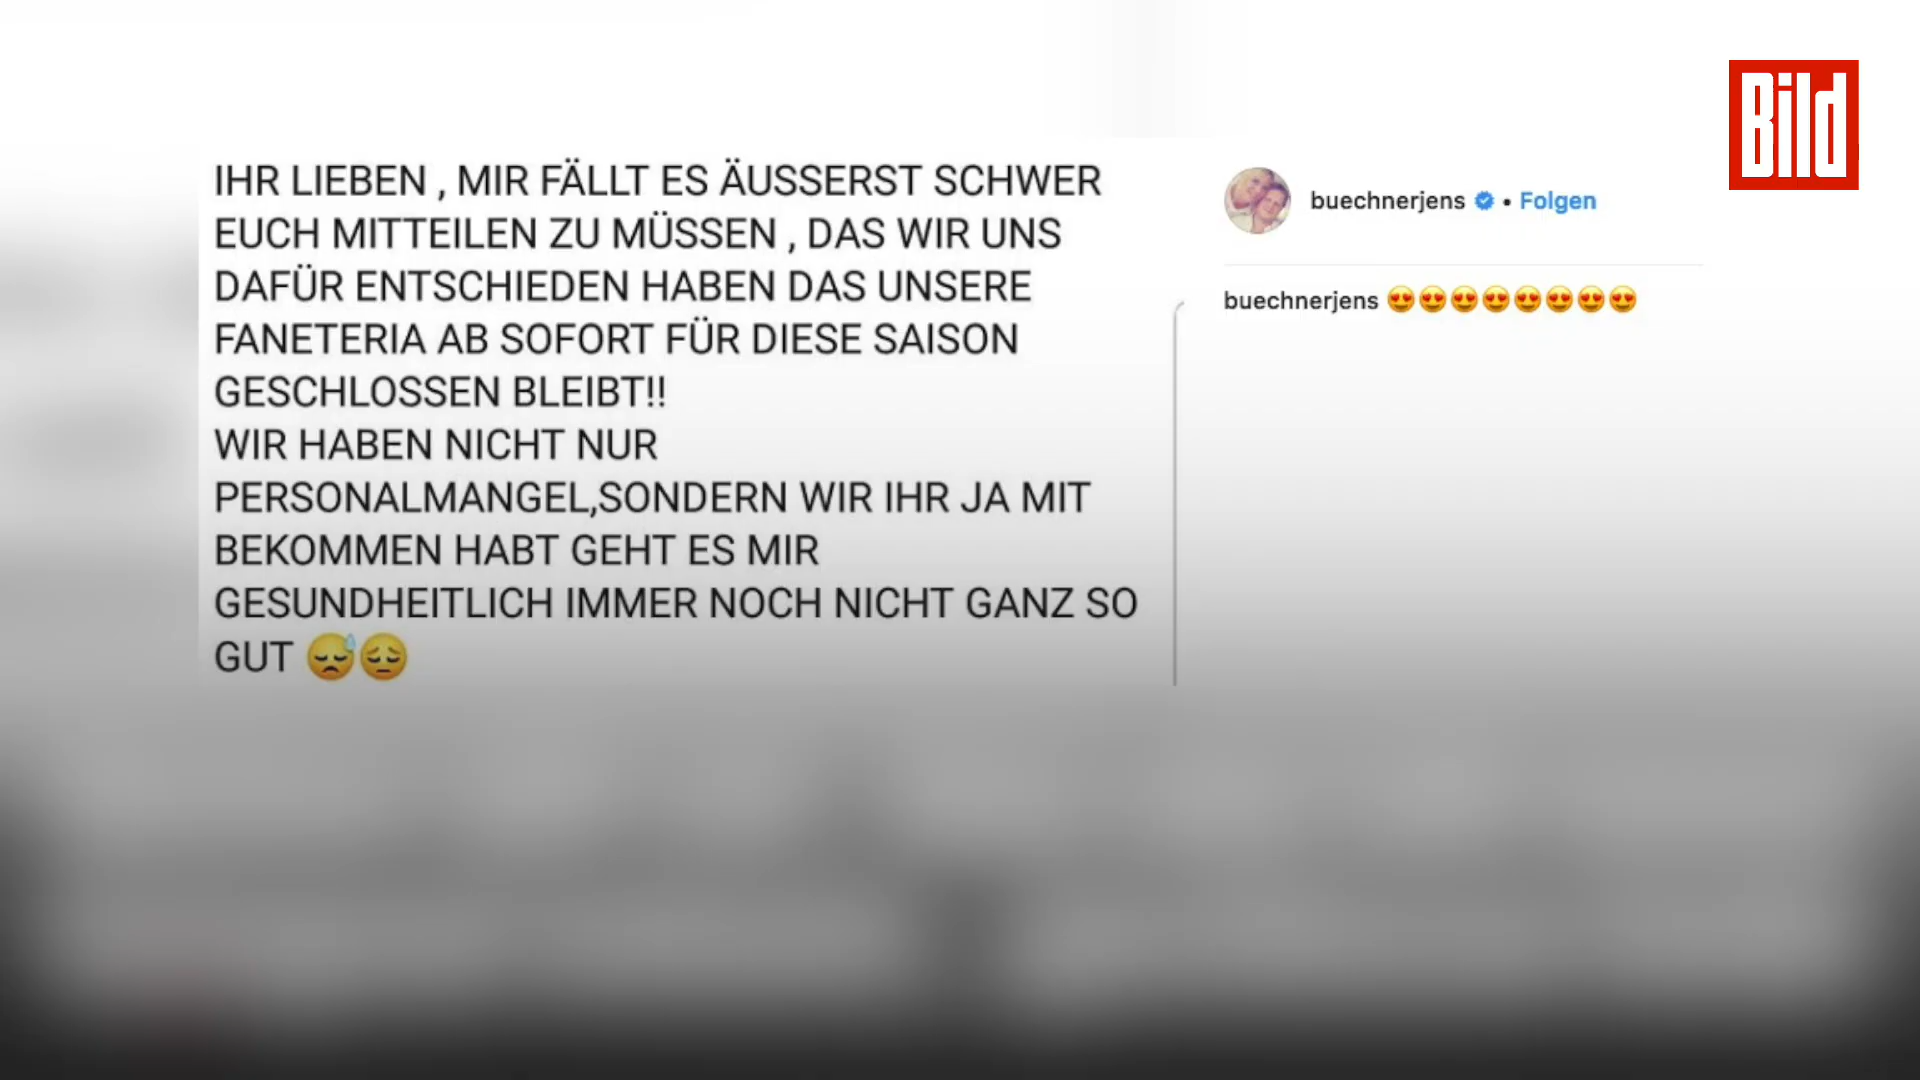 IHR LIEBEN , MIR FÄLLT ES ÄUSSERST SCHWER
EUCH MITTEILEN ZU MÜSSEN , DAS WIR UNS
DAFÜR ENTSCHIEDEN HABEN DAS UNSERE
FANETERIA AB SOFORT FÜR DIESE SAISON
GESCHLOSSEN BLEIBT!!
WIR HABEN NICHT NUR
PERSONALMANGEL,SONDERN WIR IHR JA MIT
BEKOMMEN HABT GEHT ES MIR
GESUNDHEITLICH IMMER NOCH NICHT GANZ SO
GUT 😓😔
buechnerjens • Folgen
buechnerjens 😍😍😍😍😍😍😍😍
Bild